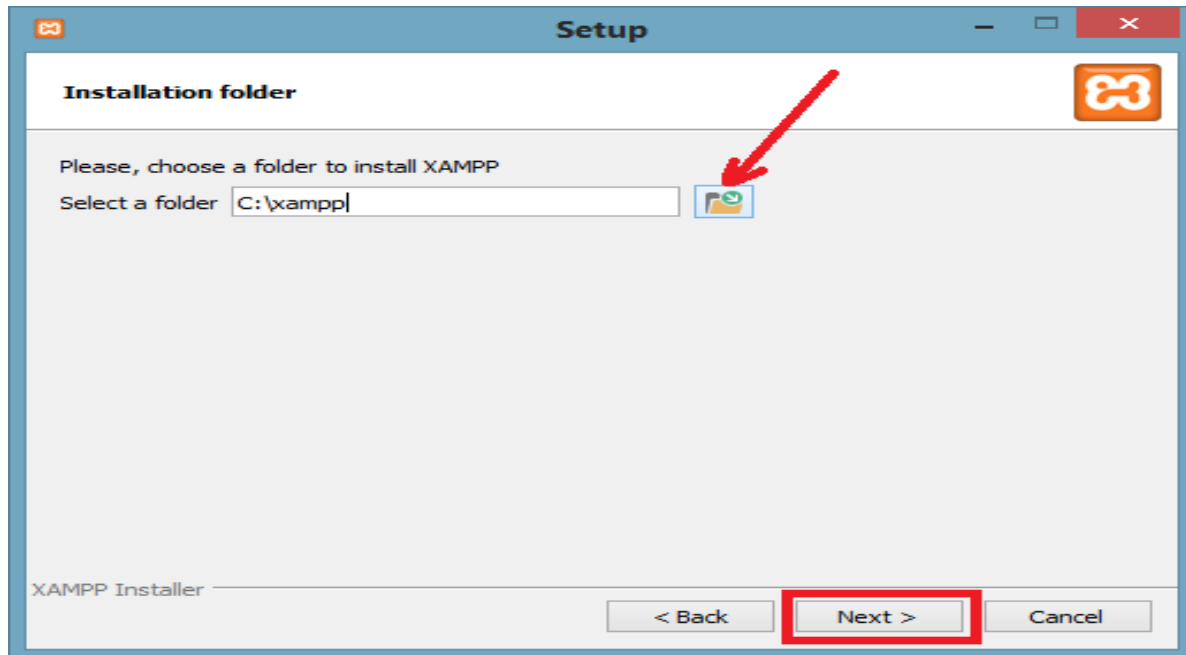 Setup
Installation folder
Please, choose a folder to install XAMPP
Select a folder C:\xampp
XAMPP Installer
< Back Next > Cancel